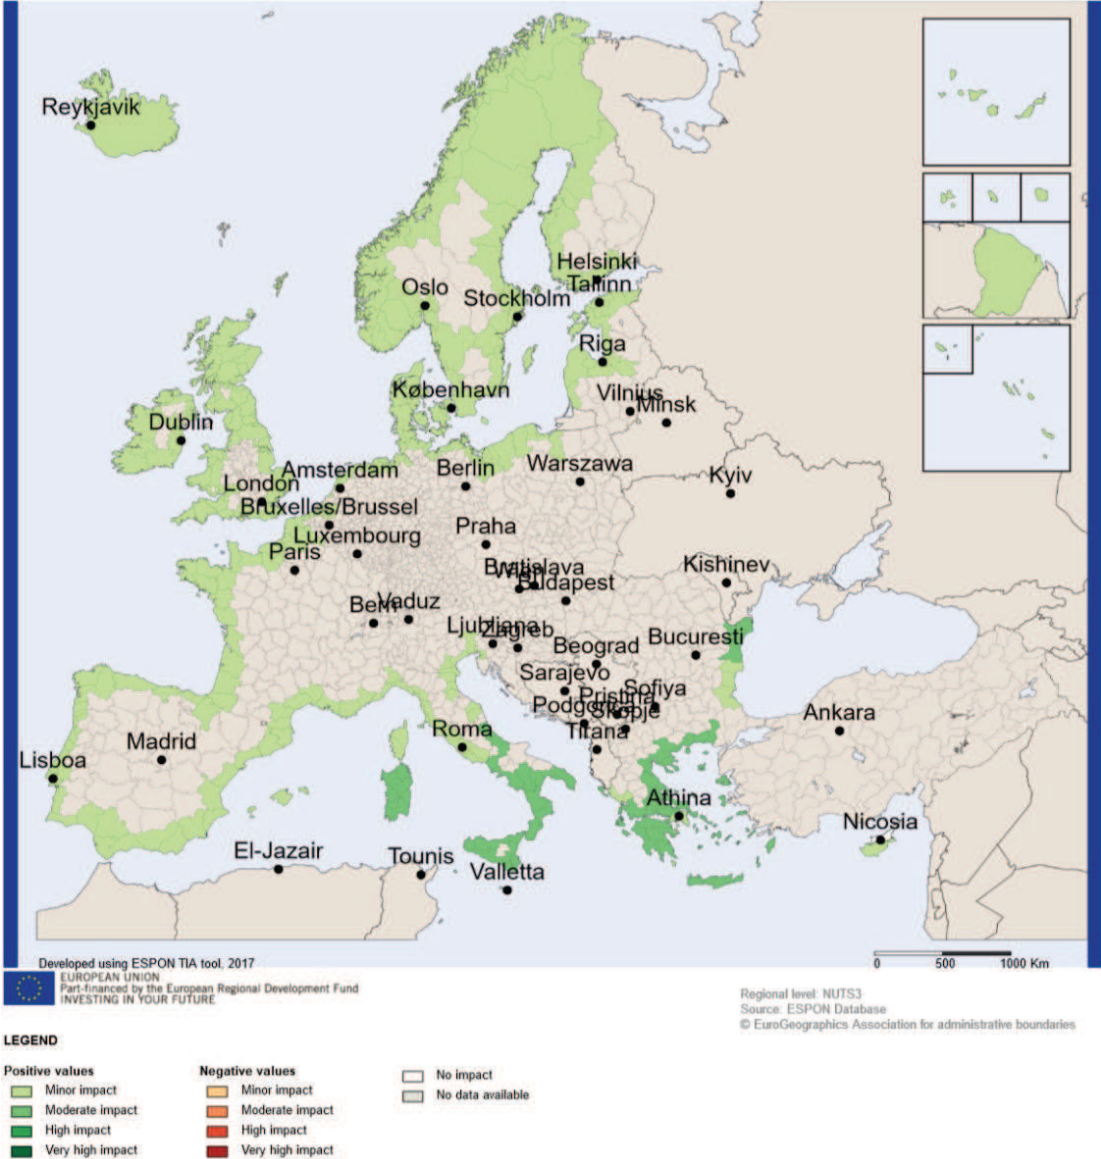 Reykjavik
Helsinki
Tallinn
Oslo
Stockholm
Riga
København
Vilnius
Minsk
Dublin
Amsterdam
Berlin
Warszawa
London
Kyiv
Bruxelles/Brussel
Praha
Luxembourg
Paris
Bratislava
Wien
Kishinev
Budapest
Bern
Vaduz
Ljubljana
Zagreb
Bucuresti
Beograd
Sarajevo
Sofiya
Pristina
Podgorica
Skopje
Ankara
Roma
Tirana
Madrid
Lisboa
Athina
Nicosia
El-Jazair
Tounis
Valletta
Developed using ESPON TIA tool, 2017
0 500 1000 Km
EUROPEAN UNION
Part-financed by the European Regional Development Fund
INVESTING IN YOUR FUTURE
Regional level: NUTS3
Source: ESPON Database
© EuroGeographics Association for administrative boundaries
LEGEND
Positive values
Minor impact
Moderate impact
High impact
Very high impact
Negative values
Minor impact
Moderate impact
High impact
Very high impact
No impact
No data available